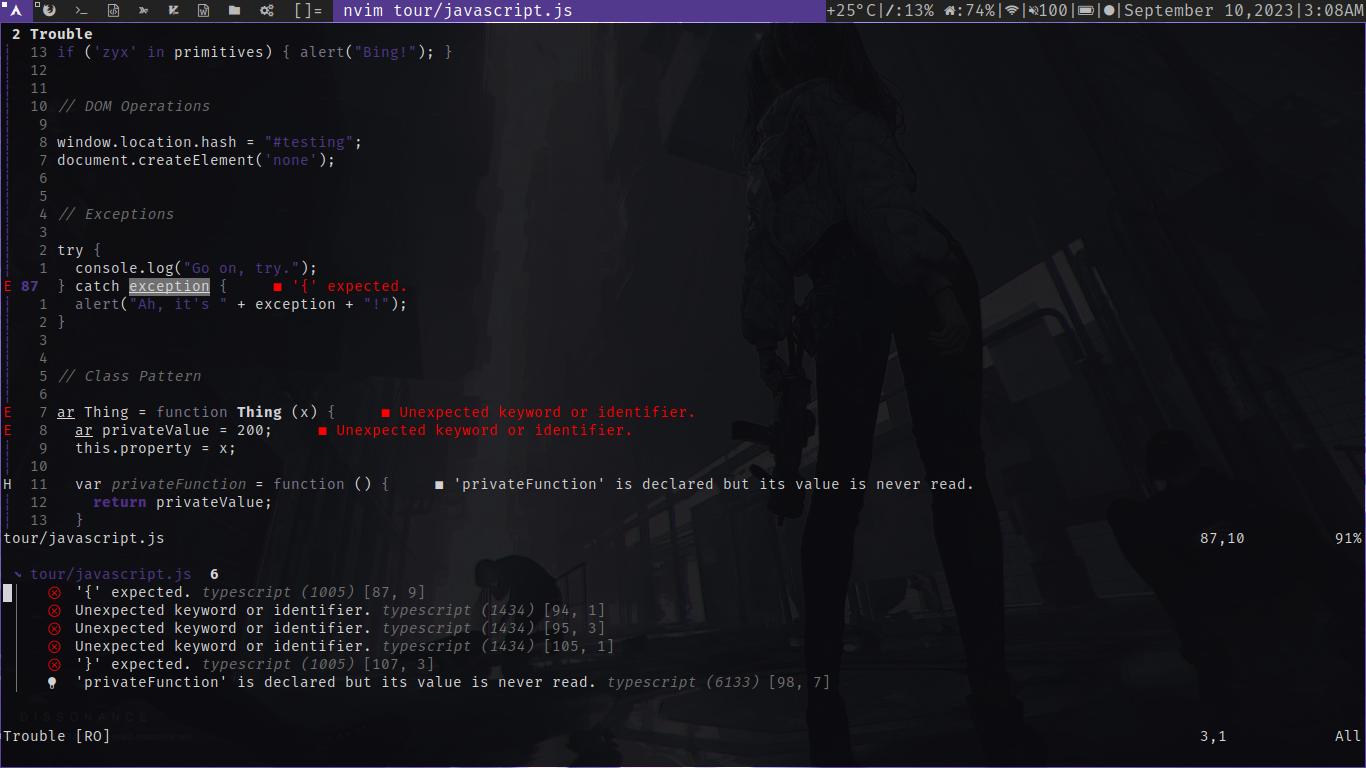 []= nvim tour/javascript.js +25°C|/:13% :74%||100|||September 10,2023|3:08AM
2 Trouble
13 if ('zyx' in primitives) { alert("Bing!"); }
12
11
10 // DOM Operations
9
8 window.location.hash = "#testing";
7 document.createElement('none');
6
5
4 // Exceptions
3
2 try {
1 console.log("Go on, try.");
E 87 } catch exception { ■ '{' expected.
1 alert("Ah, it's " + exception + "!");
2 }
3
4
5 // Class Pattern
6
E 7 ar Thing = function Thing (x) { ■ Unexpected keyword or identifier.
E 8 ar privateValue = 200; ■ Unexpected keyword or identifier.
9 this.property = x;
10
H 11 var privateFunction = function () { ■ 'privateFunction' is declared but its value is never read.
12 return privateValue;
13 }
tour/javascript.js 87,10 91%
tour/javascript.js 6
'{' expected. typescript (1005) [87, 9]
Unexpected keyword or identifier. typescript (1434) [94, 1]
Unexpected keyword or identifier. typescript (1434) [95, 3]
Unexpected keyword or identifier. typescript (1434) [105, 1]
'}' expected. typescript (1005) [107, 3]
'privateFunction' is declared but its value is never read. typescript (6133) [98, 7]
DISSONANCE
Trouble [RO] 3,1 All